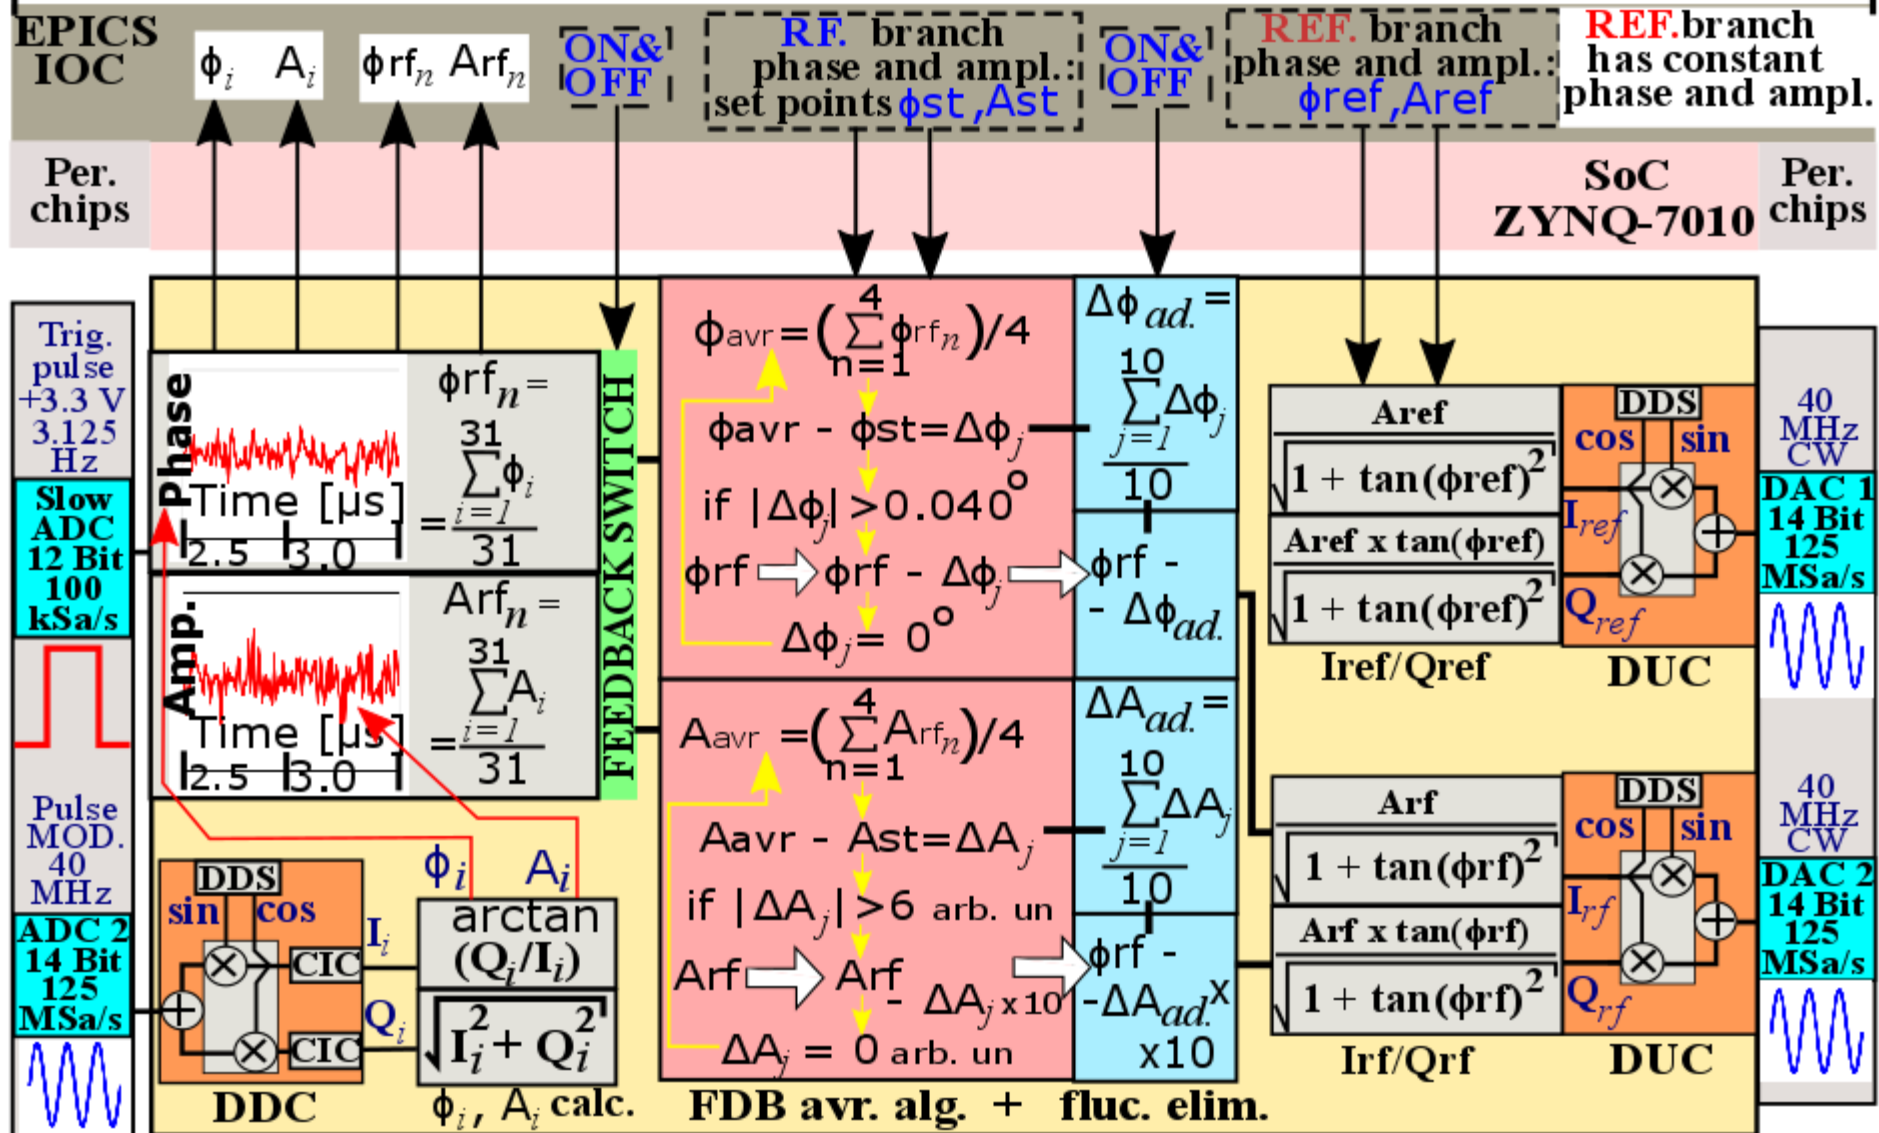 EPICS
IOC
ϕi Ai
ϕrfn Arfn
ON&
OFF
RF. branch
phase and ampl.:
set points ϕst,Ast
ON&
OFF
REF. branch
phase and ampl.:
ϕref,Aref
REF.branch
has constant
phase and ampl.
Per.
chips
SoC
ZYNQ-7010
Per.
chips
Trig.
pulse
+3.3 V
3.125
Hz
Slow
ADC
12 Bit
100
kSa/s
Pulse
MOD.
40
MHz
ADC 2
14 Bit
125
MSa/s
Phase
Time [µs]
2.5 3.0
ϕrfn =
31
∑ϕi
i=1
=
31
Amp.
Time [µs]
2.5 3.0
Arfn =
31
∑Ai
i=1
=
31
FEEDBACK SWITCH
ϕi Ai
DDS
sin cos
CIC
Ii
CIC
Qi
DDC
arctan
(Qi/Ii)
√Ii2 + Qi2
ϕi, Ai calc.
4
ϕavr=(∑ϕrfn)/4
n=1
ϕavr - ϕst=Δϕj
if |Δϕj| >0.040o
ϕrf ϕrf - Δϕj
Δϕj= 0o
4
Aavr =(∑Arfn)/4
n=1
Aavr - Ast=ΔAj
if |ΔAj| >6 arb. un
Arf Arf
- ΔAj x10
ΔAj = 0 arb. un
Δϕad. =
10
∑Δϕj
j=1
10
ϕrf -
- Δϕad.
ΔAad. =
10
∑ΔAj
j=1
10
ϕrf -
-ΔAad.x
x10
FDB avr. alg. + fluc. elim.
Aref
√1 + tan(ϕref)2
Aref x tan(ϕref)
√1 + tan(ϕref)2
Iref/Qref
DDS
cos sin
Iref
Qref
DUC
Arf
√1 + tan(ϕrf)2
Arf x tan(ϕrf)
√1 + tan(ϕrf)2
Irf/Qrf
DDS
cos sin
Irf
Qrf
DUC
40
MHz
CW
DAC 1
14 Bit
125
MSa/s
40
MHz
CW
DAC 2
14 Bit
125
MSa/s